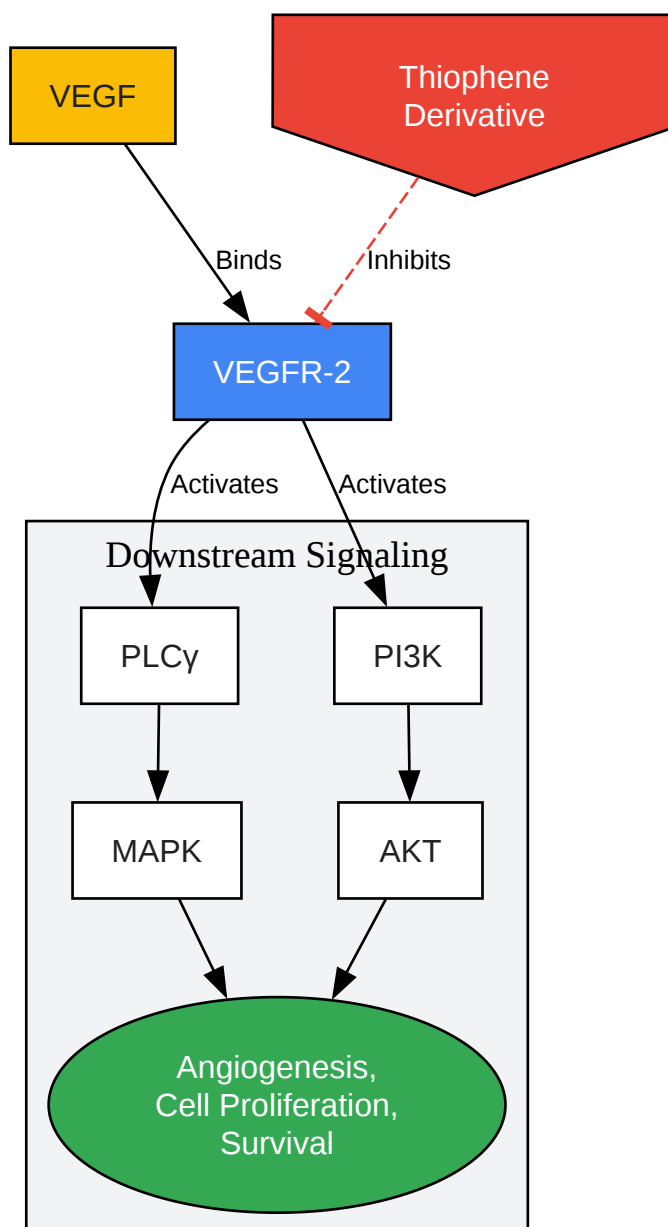 VEGF
Thiophene
Derivative
Binds
Inhibits
VEGFR-2
Activates
Activates
Downstream Signaling
PLCγ
PI3K
MAPK
AKT
Angiogenesis,
Cell Proliferation,
Survival